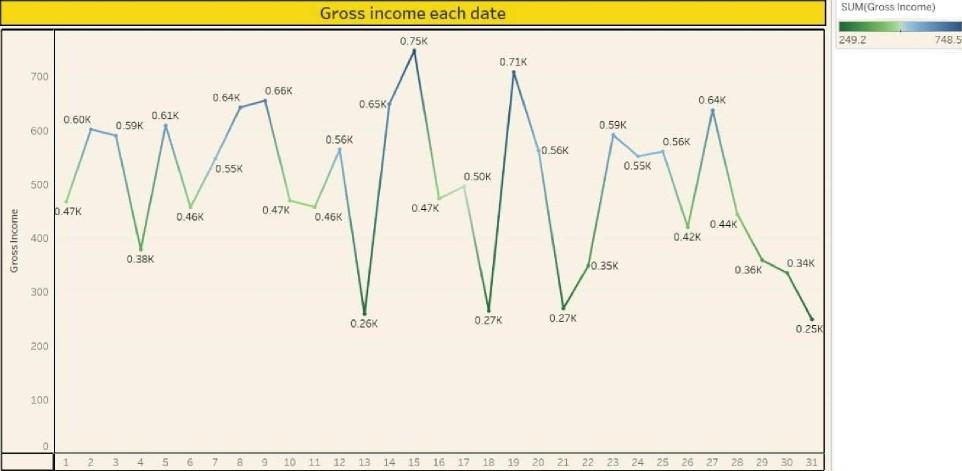 Gross income each date
SUM(Gross Income)
249.2 748.5
Gross Income
700
600
500
400
300
200
100
0
0.47K
0.60K
0.59K
0.38K
0.61K
0.46K
0.55K
0.64K
0.66K
0.47K
0.46K
0.56K
0.26K
0.65K
0.75K
0.47K
0.50K
0.27K
0.71K
0.56K
0.27K
0.35K
0.59K
0.55K
0.56K
0.42K
0.64K
0.44K
0.36K
0.34K
0.25K
1 2 3 4 5 6 7 8 9 10 11 12 13 14 15 16 17 18 19 20 21 22 23 24 25 26 27 28 29 30 31